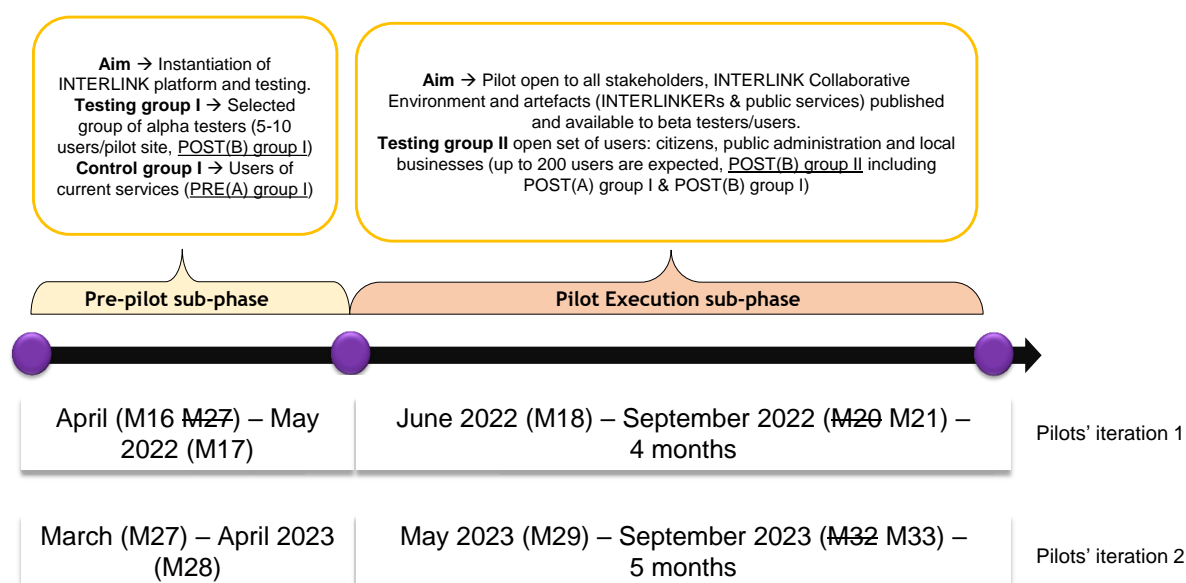 Aim → Instantiation of
INTERLINK platform and testing.
Testing group I → Selected
group of alpha testers (5-10
users/pilot site, POST(B) group I)
Control group I → Users of
current services (PRE(A) group I)
Aim → Pilot open to all stakeholders, INTERLINK Collaborative
Environment and artefacts (INTERLINKERs & public services) published
and available to beta testers/users.
Testing group II open set of users: citizens, public administration and local
businesses (up to 200 users are expected, POST(B) group II including
POST(A) group I & POST(B) group I)
Pre-pilot sub-phase
Pilot Execution sub-phase
April (M16 M27) – May
2022 (M17)
June 2022 (M18) – September 2022 (M20 M21) –
4 months
Pilots’ iteration 1
March (M27) – April 2023
(M28)
May 2023 (M29) – September 2023 (M32 M33) –
5 months
Pilots’ iteration 2